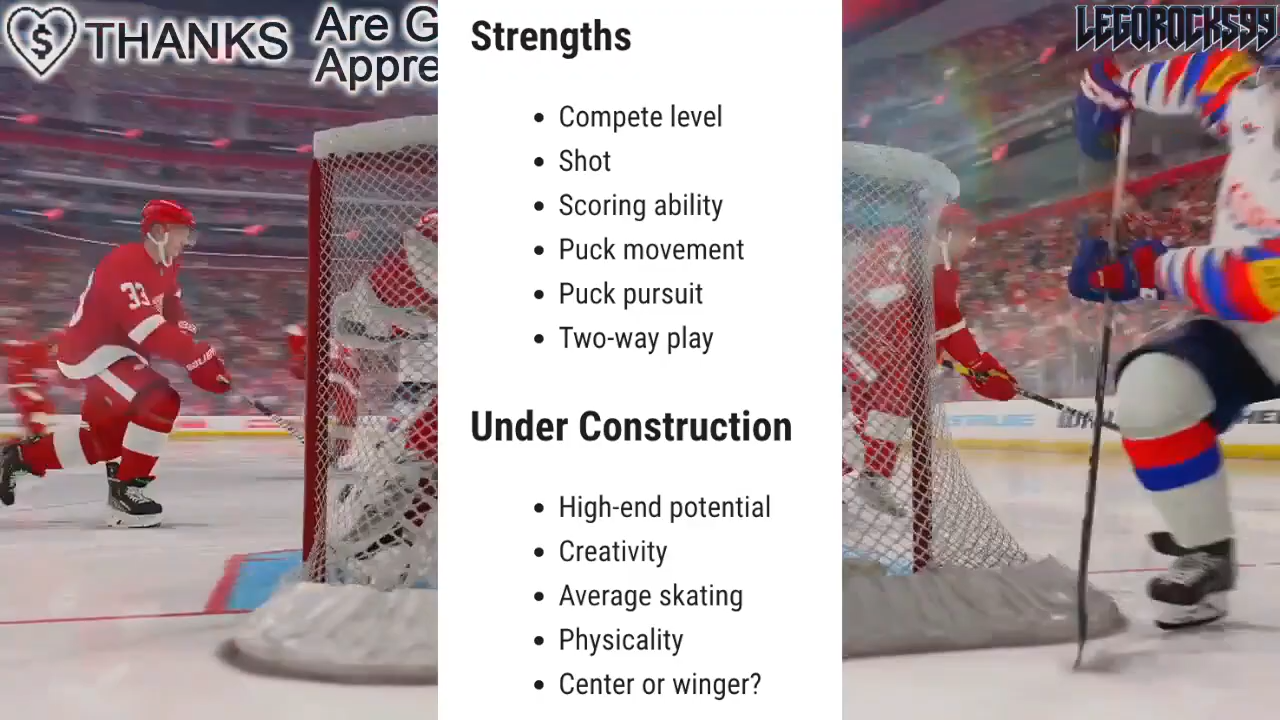 THANKS
Are G
Appre
LEGOROCKS99
Strengths
Compete level
Shot
Scoring ability
Puck movement
Puck pursuit
Two-way play
Under Construction
High-end potential
Creativity
Average skating
Physicality
Center or winger?
33